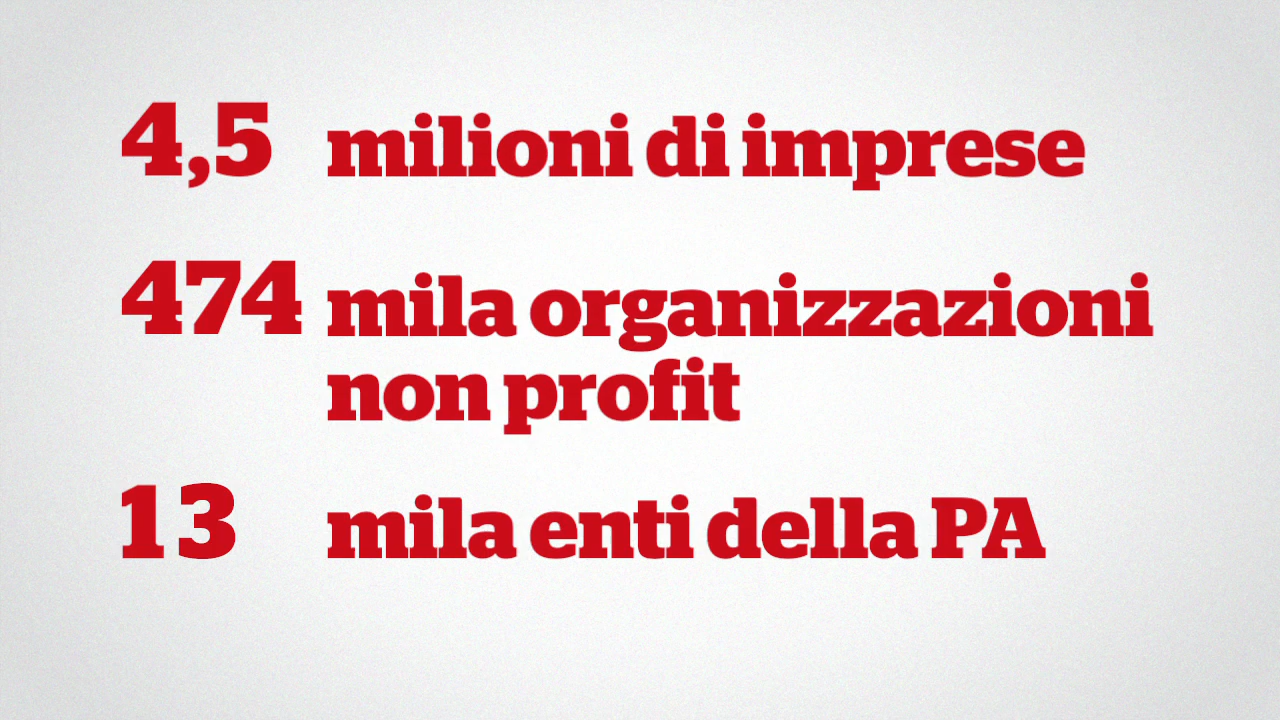 4,5 milioni di imprese
474 mila organizzazioni
non profit
13 mila enti della PA